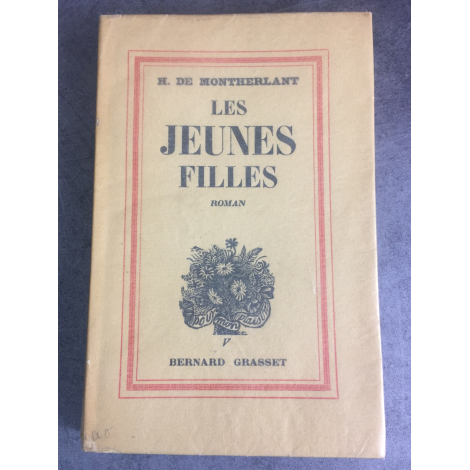 H. DE MONTHERLANT
LES
JEUNES
FILLES
ROMAN
V
BERNARD GRASSET